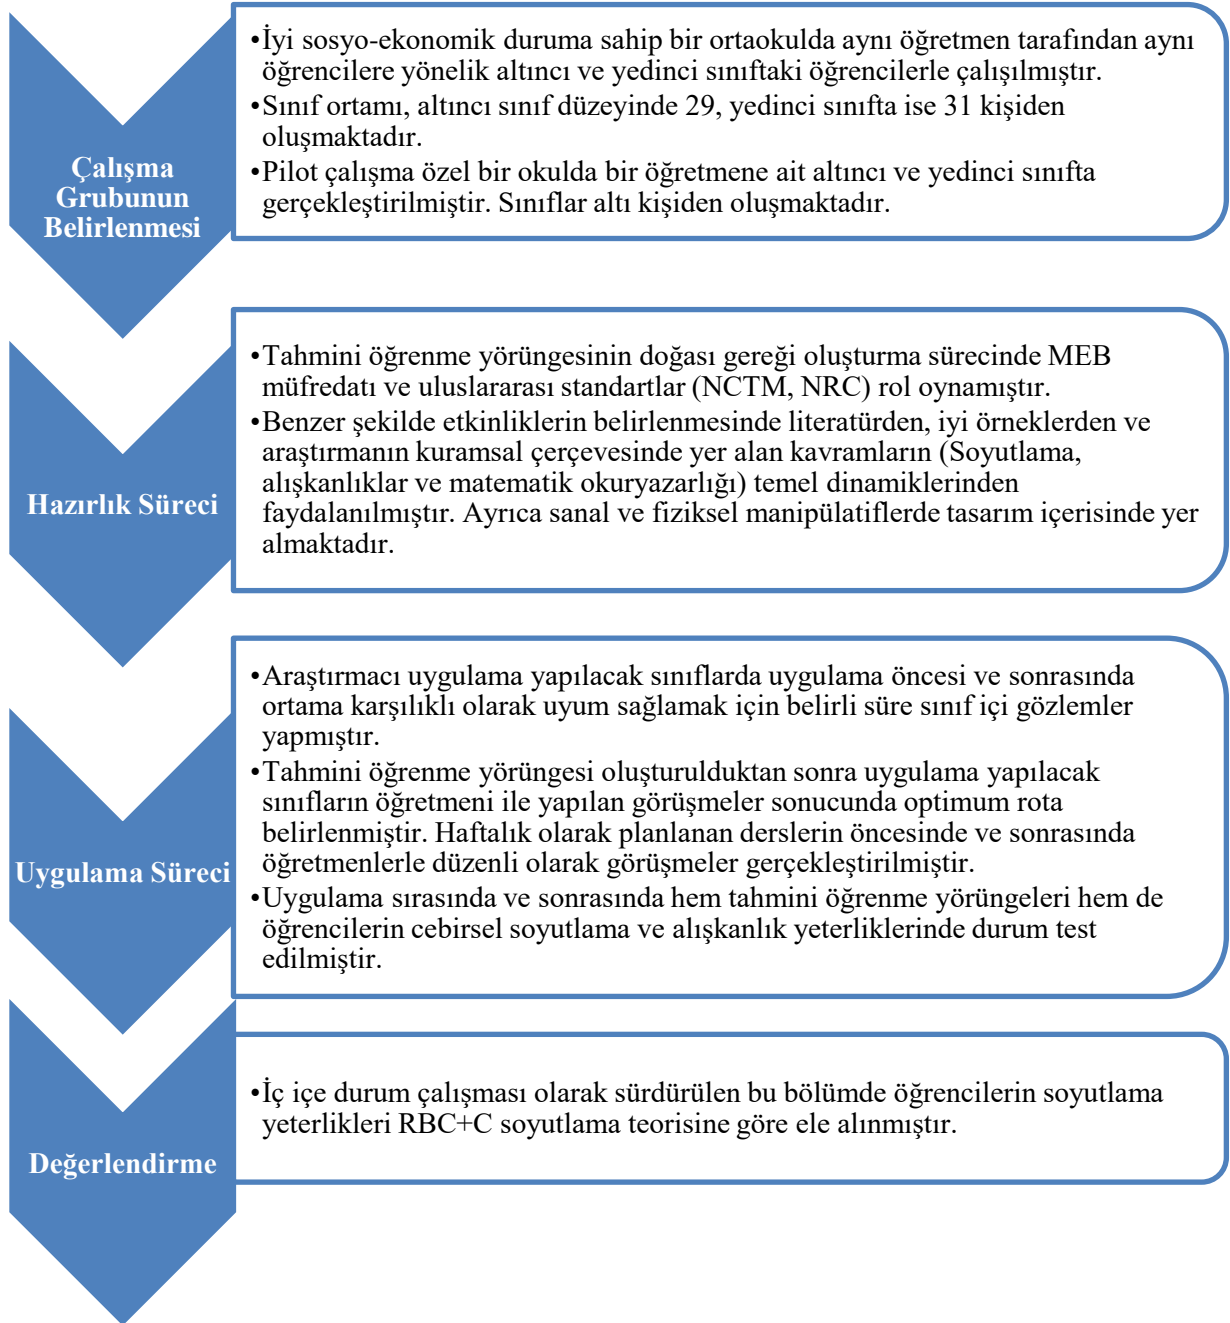 Çalışma
Grubunun
Belirlenmesi
•İyi sosyo-ekonomik duruma sahip bir ortaokulda aynı öğretmen tarafından aynı
öğrencilere yönelik altıncı ve yedinci sınıftaki öğrencilerle çalışılmıştır.
•Sınıf ortamı, altıncı sınıf düzeyinde 29, yedinci sınıfta ise 31 kişiden
oluşmaktadır.
•Pilot çalışma özel bir okulda bir öğretmene ait altıncı ve yedinci sınıfta
gerçekleştirilmiştir. Sınıflar altı kişiden oluşmaktadır.
Hazırlık Süreci
•Tahmini öğrenme yörüngesinin doğası gereği oluşturma sürecinde MEB
müfredatı ve uluslararası standartlar (NCTM, NRC) rol oynamıştır.
•Benzer şekilde etkinliklerin belirlenmesinde literatürden, iyi örneklerden ve
araştırmanın kuramsal çerçevesinde yer alan kavramların (Soyutlama,
alışkanlıklar ve matematik okuryazarlığı) temel dinamiklerinden
faydalanılmıştır. Ayrıca sanal ve fiziksel manipülatiflerde tasarım içerisinde yer
almaktadır.
Uygulama Süreci
•Araştırmacı uygulama yapılacak sınıflarda uygulama öncesi ve sonrasında
ortama karşılıklı olarak uyum sağlamak için belirli süre sınıf içi gözlemler
yapmıştır.
•Tahmini öğrenme yörüngesi oluşturulduktan sonra uygulama yapılacak
sınıfların öğretmeni ile yapılan görüşmeler sonucunda optimum rota
belirlenmiştir. Haftalık olarak planlanan derslerin öncesinde ve sonrasında
öğretmenlerle düzenli olarak görüşmeler gerçekleştirilmiştir.
•Uygulama sırasında ve sonrasında hem tahmini öğrenme yörüngeleri hem de
öğrencilerin cebirsel soyutlama ve alışkanlık yeterliklerinde durum test
edilmiştir.
Değerlendirme
•İç içe durum çalışması olarak sürdürülen bu bölümde öğrencilerin soyutlama
yeterlikleri RBC+C soyutlama teorisine göre ele alınmıştır.